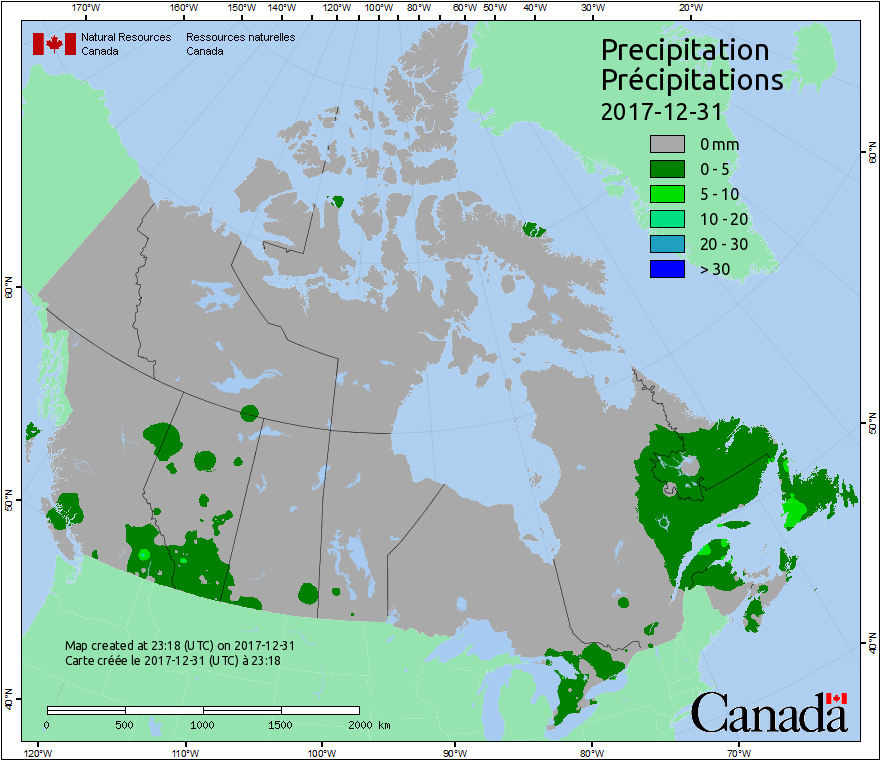 170°W 160°W 150°W 140°W 120°W 100°W 80°W 60°W 50°W 40°W 30°W 20°W
Natural Resources Canada
Ressources naturelles Canada
Precipitation
Précipitations
2017-12-31
0 mm
0 - 5
5 - 10
10 - 20
20 - 30
> 30
60°N
50°N
40°N
60°N
50°N
40°N
Map created at 23:18 (UTC) on 2017-12-31
Carte créée le 2017-12-31 (UTC) à 23:18
0 500 1000 1500 2000 km
Canada
120°W 110°W 100°W 90°W 80°W 70°W